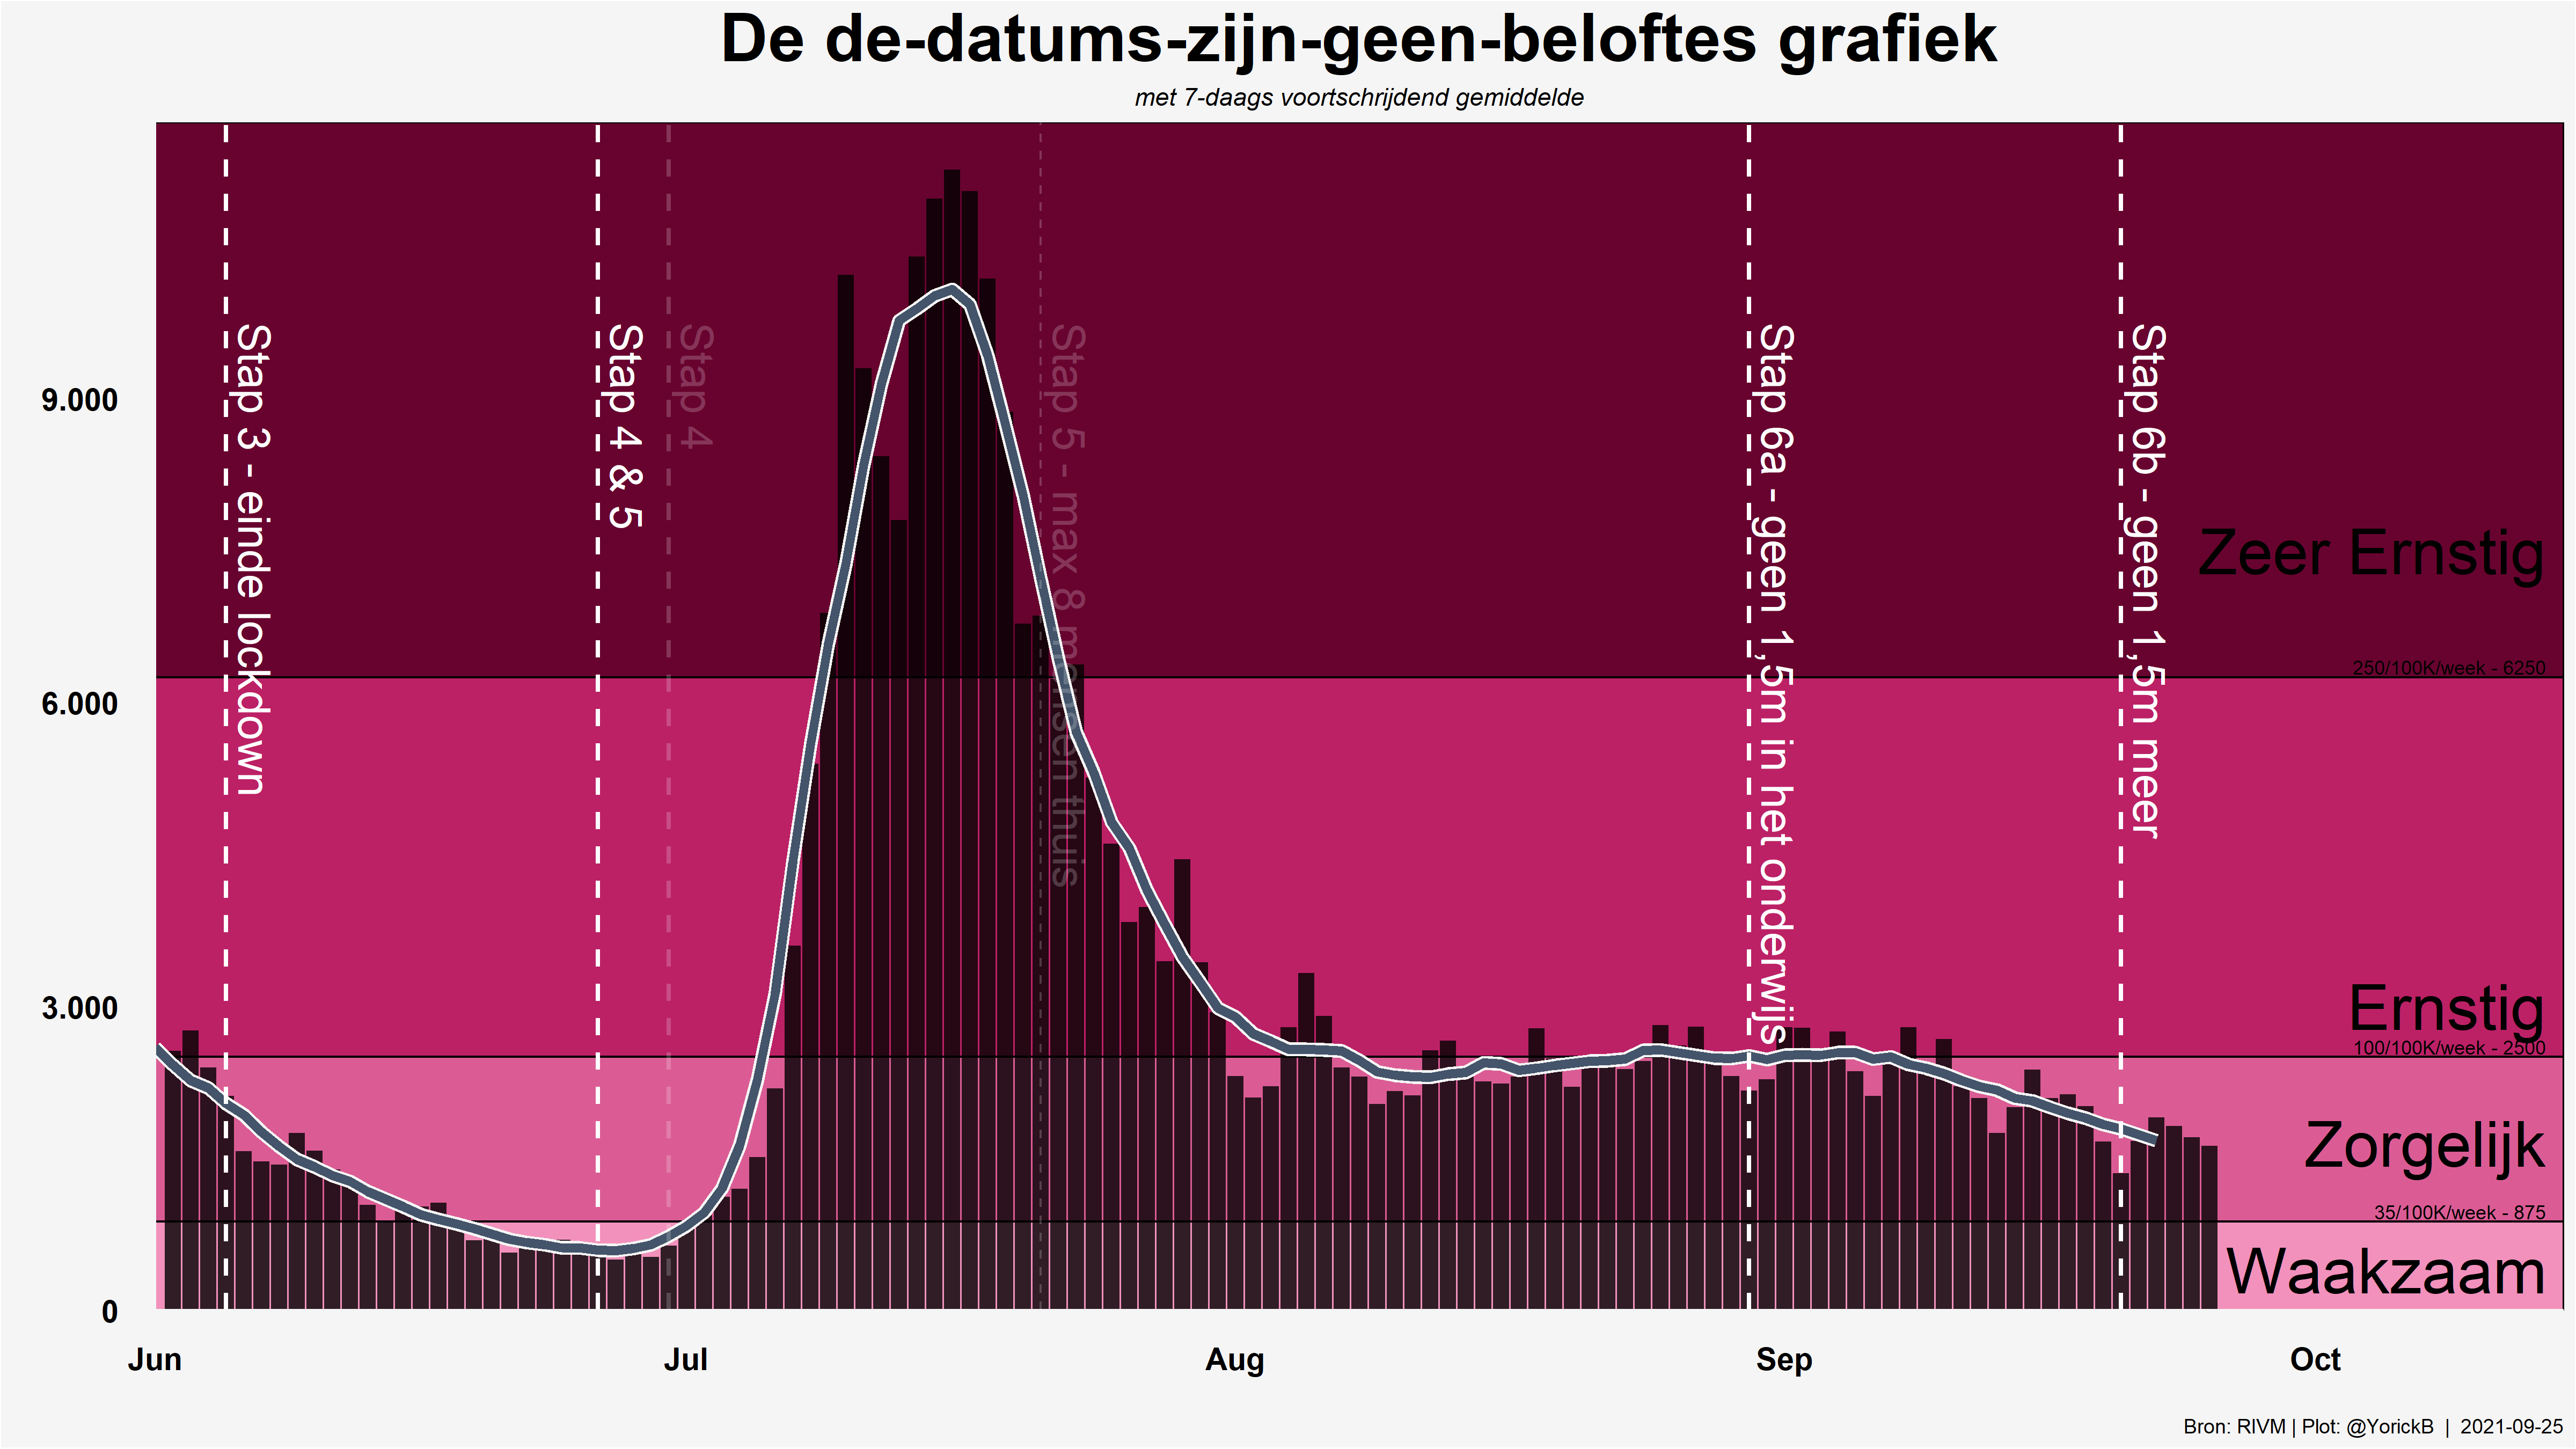 De de-datums-zijn-geen-beloftes grafiek
met 7-daags voortschrijdend gemiddelde
9.000
6.000
3.000
0
Stap 3 - einde lockdown
Stap 4 & 5
Stap 4
Stap 5 - max 8 mensen thuis
Stap 6a - geen 1,5m in het onderwijs
Stap 6b - geen 1,5m meer
Zeer Ernstig
250/100K/week - 6250
Ernstig
100/100K/week - 2500
Zorgelijk
35/100K/week - 875
Waakzaam
Jun
Jul
Aug
Sep
Oct
Bron: RIVM | Plot: @YorickB | 2021-09-25